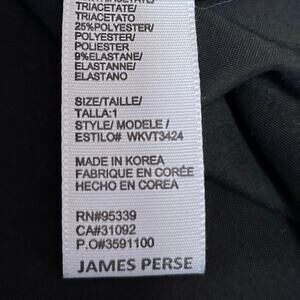 TRIACETATE/
TRIACETATO
25%POLYESTER/
POLYESTER/
POLIESTER
9%ELASTANE/
ELASTANNE/
ELASTANO
SIZE/TAILLE/
TALLA:1
STYLE/ MODELE /
ESTILO# WKVT3424
MADE IN KOREA
FABRIQUE EN CORÉE
HECHO EN COREA
RN#95339
CA#31092
P.O#3591100
JAMES PERSE